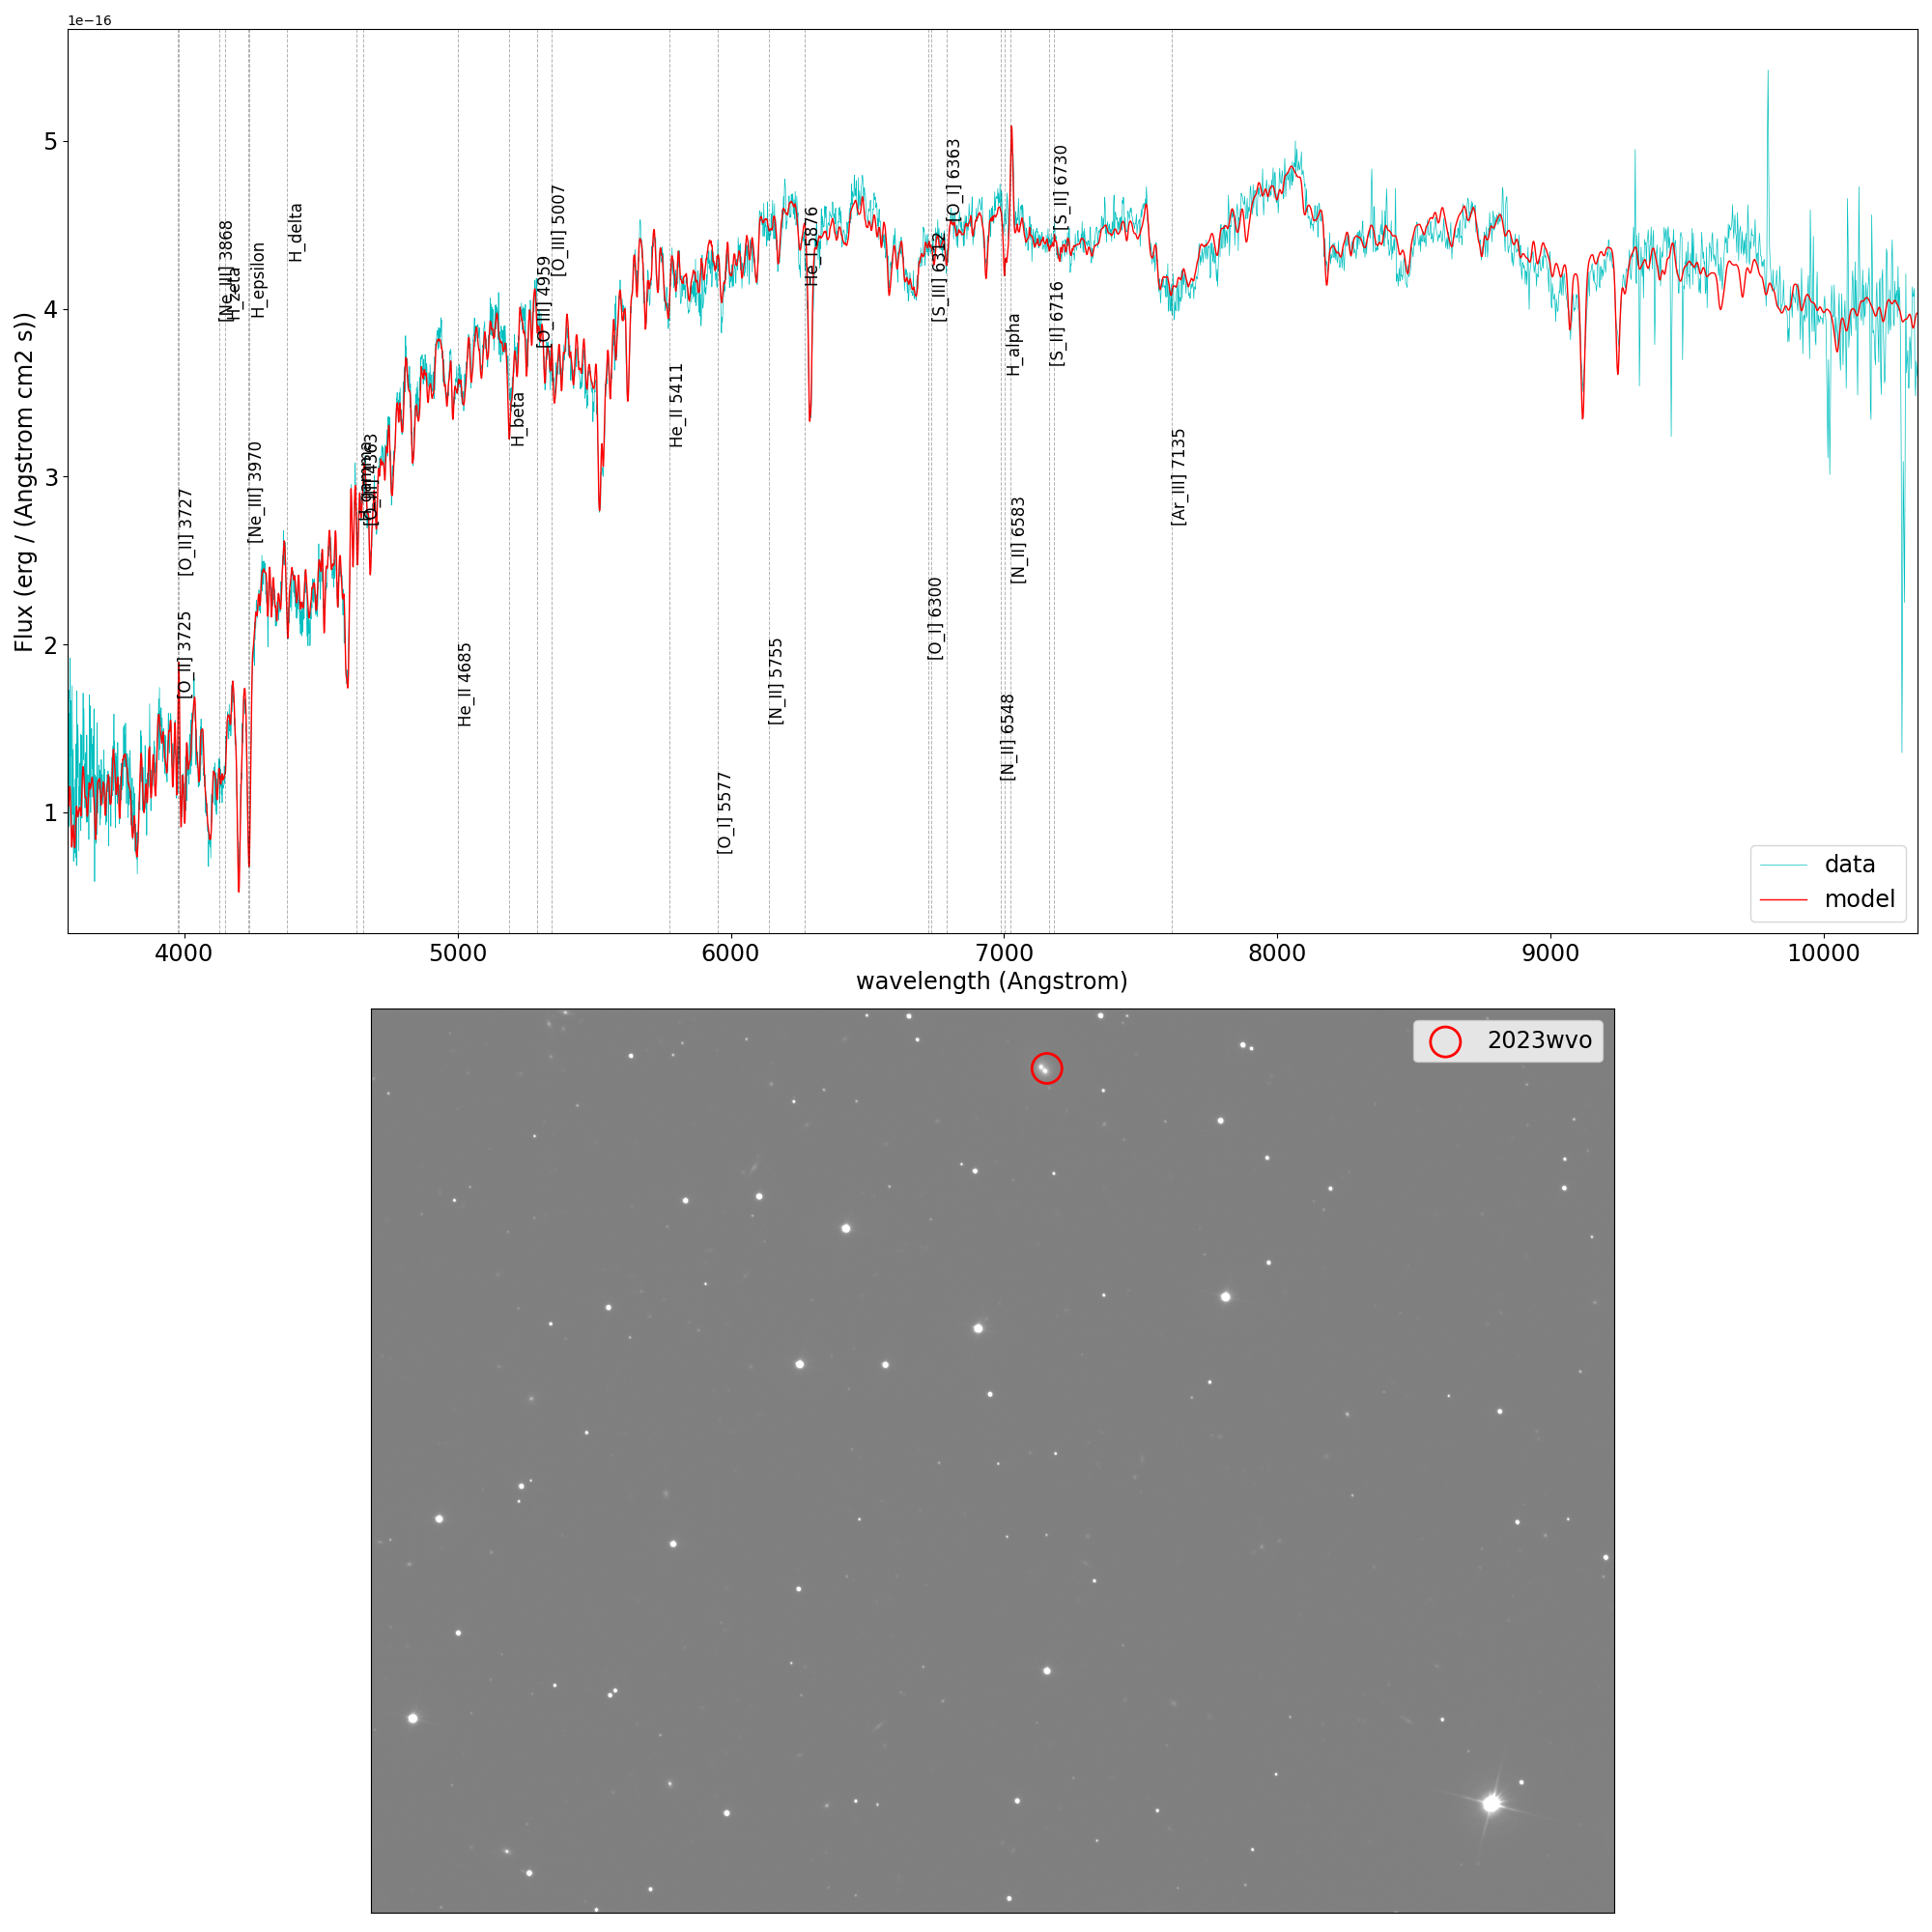 1e−16
Flux (erg / (Angstrom cm2 s))
5
4
3
2
1
[O_II] 3725
[O_II] 3727
[Ne_III] 3868
H_zeta
[Ne_III] 3970
H_epsilon
H_delta
H_gamma
[O_III] 4363
He_II 4685
H_beta
[O_III] 4959
[O_III] 5007
He_II 5411
[O_I] 5577
[N_II] 5755
He_I 5876
[O_I] 6300
[S_III] 6312
[O_I] 6363
[N_II] 6548
H_alpha
[N_II] 6583
[S_II] 6716
[S_II] 6730
[Ar_III] 7135
data
model
4000 5000 6000 7000 8000 9000 10000
wavelength (Angstrom)
2023wvo